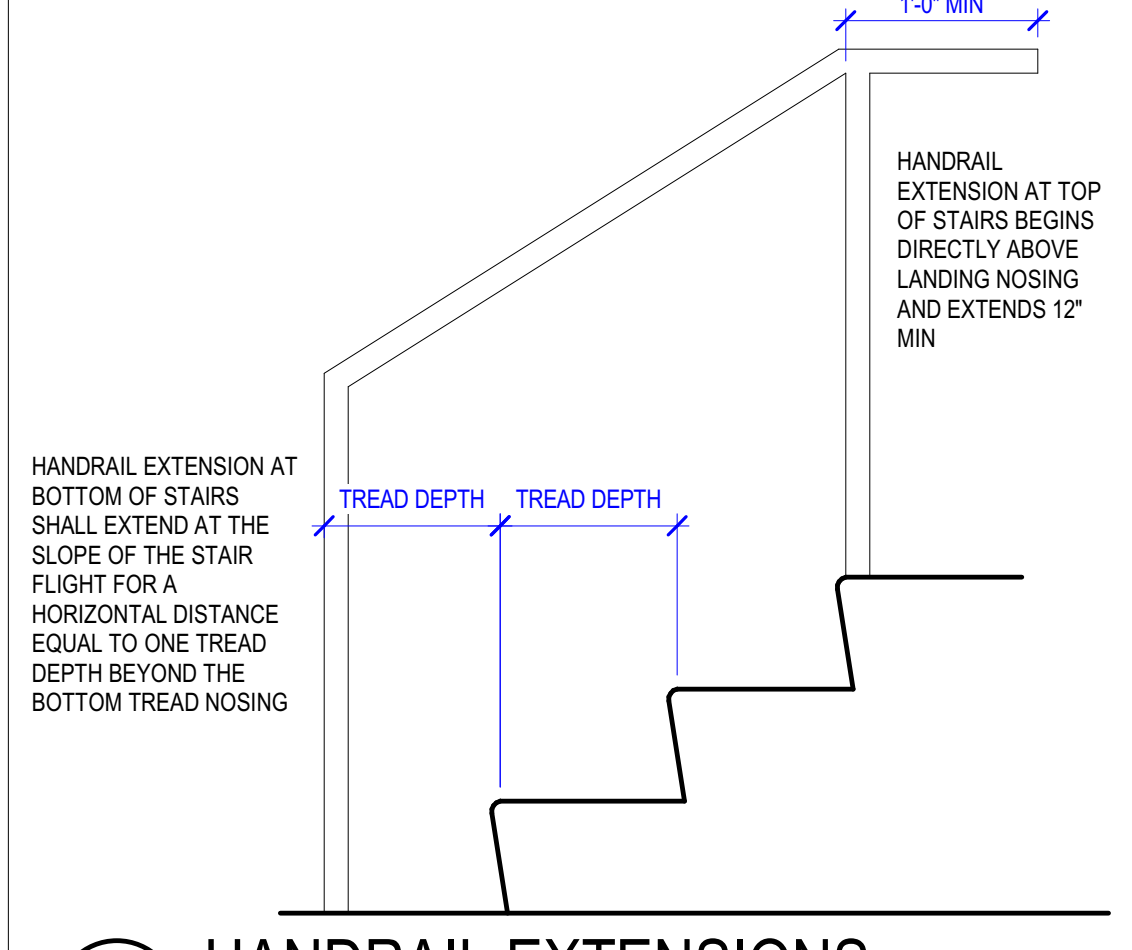 1'-0" MIN
HANDRAIL
EXTENSION AT TOP
OF STAIRS BEGINS
DIRECTLY ABOVE
LANDING NOSING
AND EXTENDS 12"
MIN
HANDRAIL EXTENSION AT
BOTTOM OF STAIRS
SHALL EXTEND AT THE
SLOPE OF THE STAIR
FLIGHT FOR A
HORIZONTAL DISTANCE
EQUAL TO ONE TREAD
DEPTH BEYOND THE
BOTTOM TREAD NOSING
TREAD DEPTH TREAD DEPTH
HANDRAIL EXTENSIONS